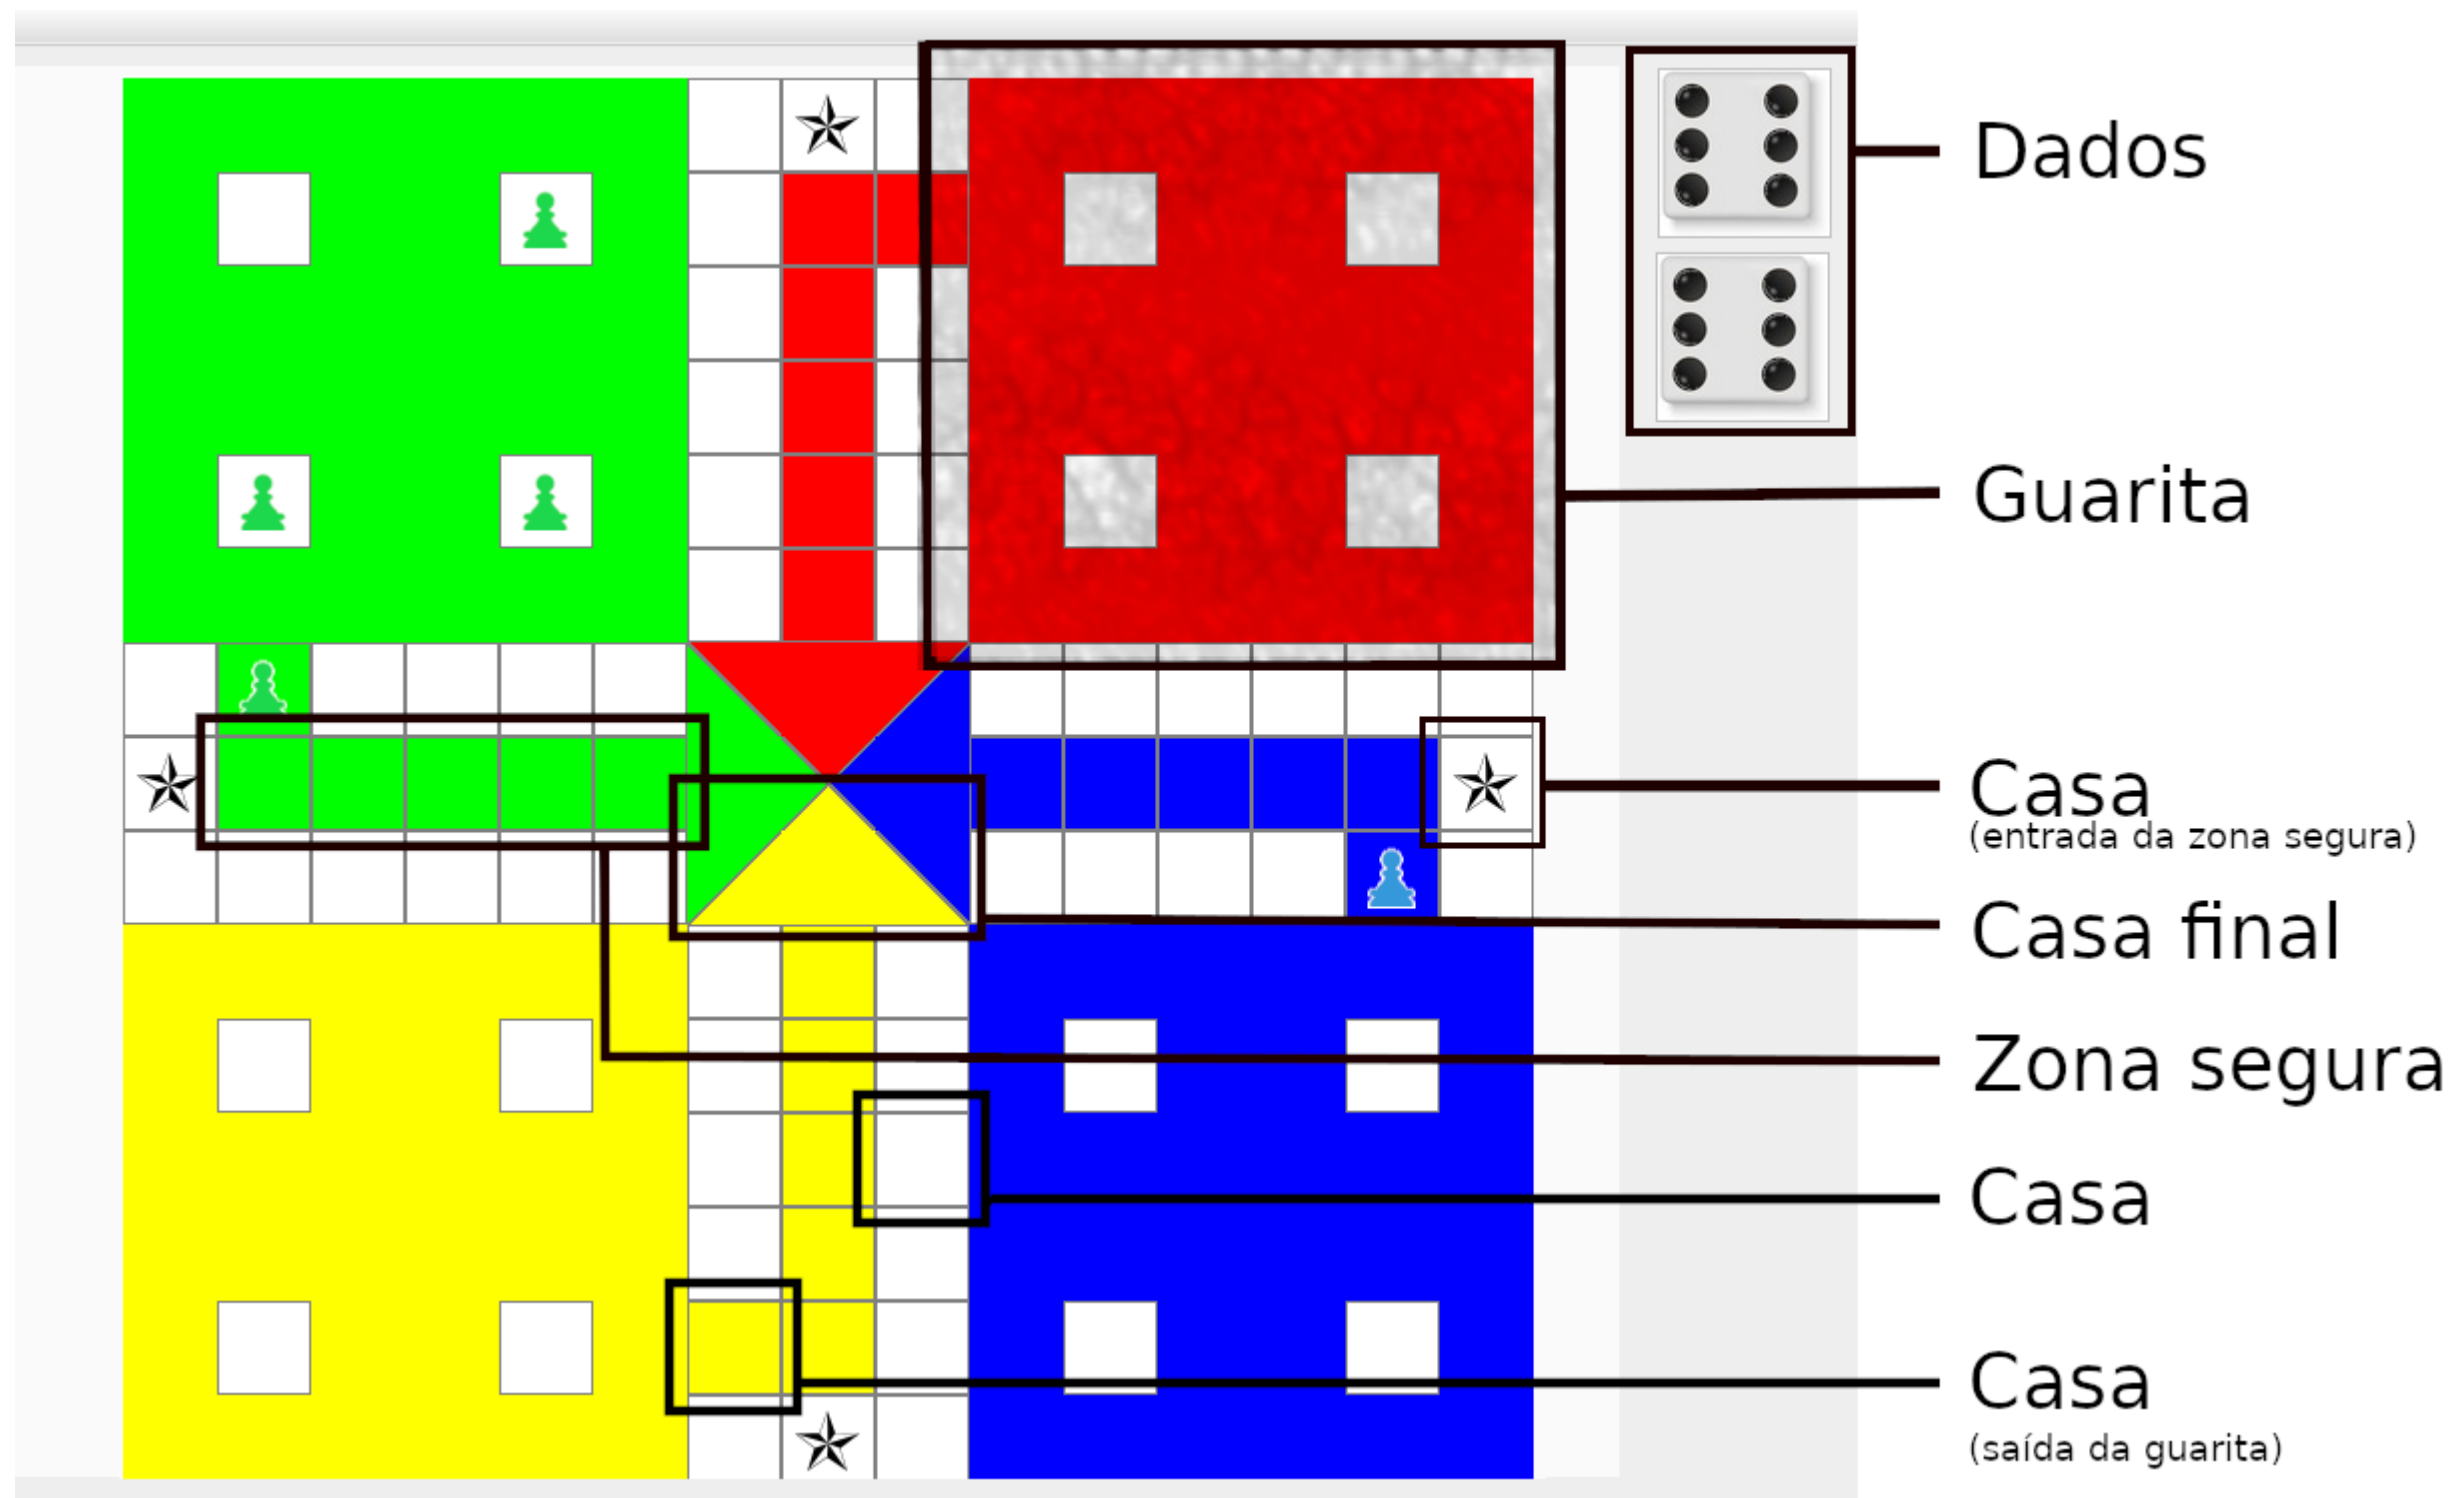 Dados
Guarita
Casa
(entrada da zona segura)
Casa final
Zona segura
Casa
Casa
(saída da guarita)